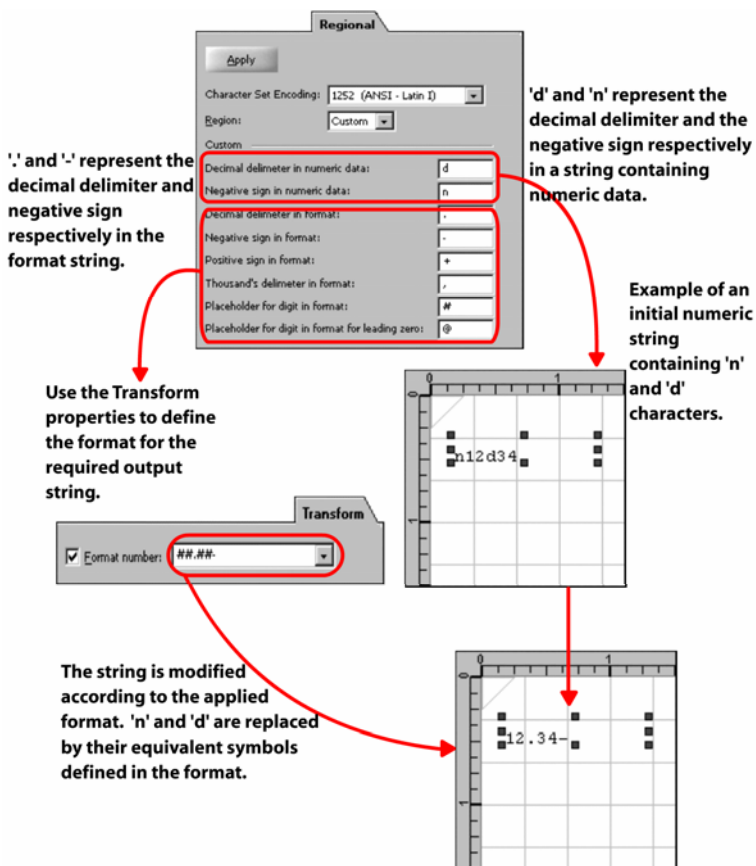 Regional
Apply
Character Set Encoding: 1252 (ANSI - Latin I)
Region: Custom
Custom
Decimal delimeter in numeric data: d
Negative sign in numeric data: n
Decimal delimeter in format: .
Negative sign in format: -
Positive sign in format: +
Thousand's delimeter in format: ,
Placeholder for digit in format: #
Placeholder for digit in format for leading zero: @
'.' and '-' represent the
decimal delimiter and
negative sign
respectively in the
format string.
'd' and 'n' represent the
decimal delimiter and the
negative sign respectively
in a string containing
numeric data.
Example of an
initial numeric
string
containing 'n'
and 'd'
characters.
Use the Transform
properties to define
the format for the
required output
string.
0 1
n12d34
1
Transform
Format number: ##.##-
The string is modified
according to the applied
format. 'n' and 'd' are replaced
by their equivalent symbols
defined in the format.
0 1
12.34-
1